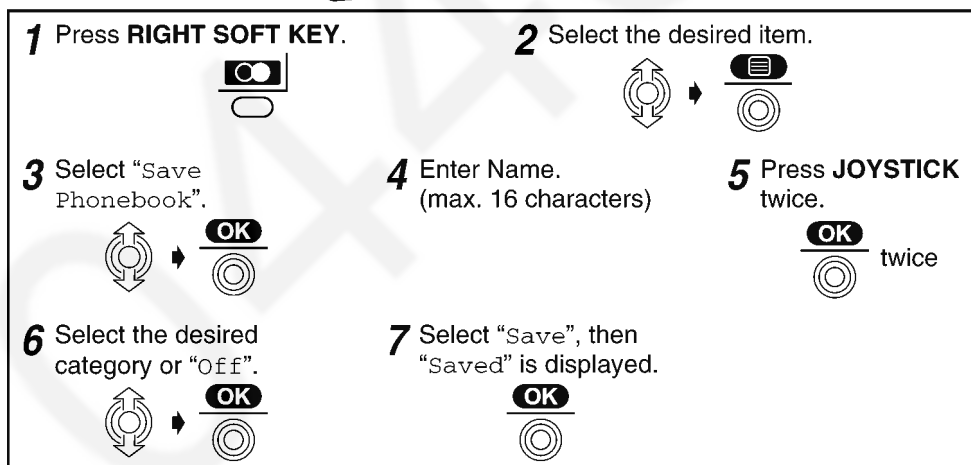 1 Press RIGHT SOFT KEY.
2 Select the desired item.
3 Select “Save
Phonebook”.
OK
4 Enter Name.
(max. 16 characters)
5 Press JOYSTICK
twice.
OK
twice
6 Select the desired
category or “Off”.
OK
7 Select “Save”, then
“Saved” is displayed.
OK